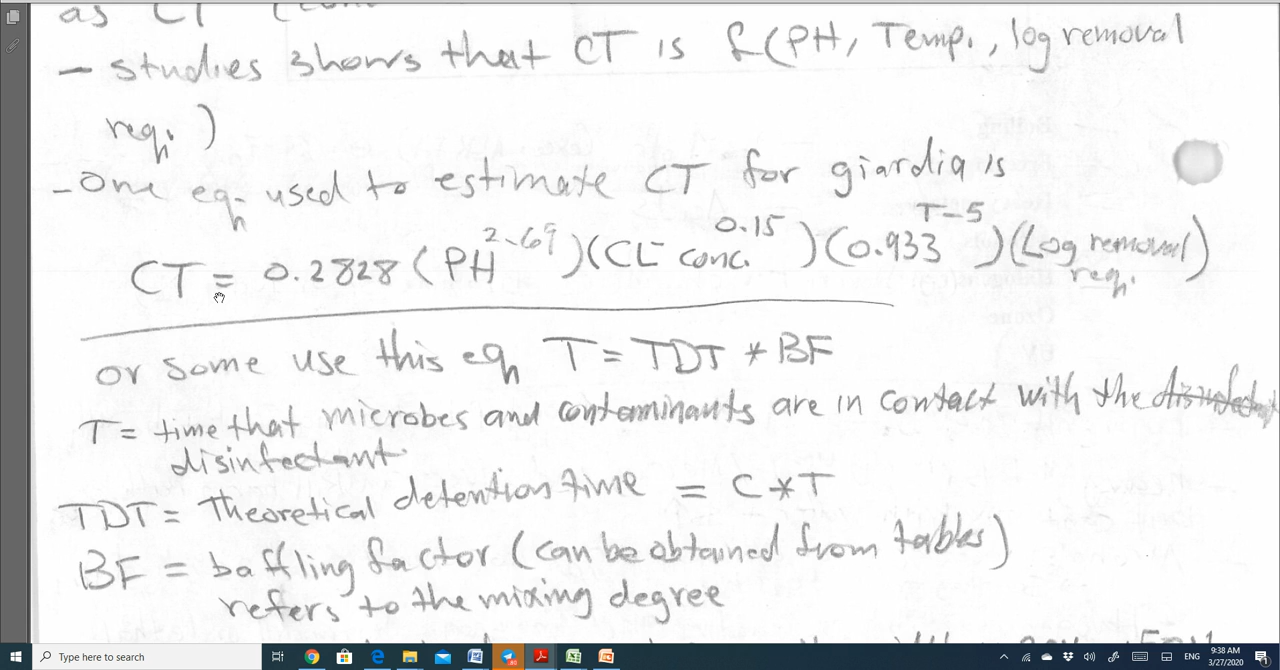 as CT
- studies shows that CT is f(PH, Temp., log removal
req. )
- one eq. used to estimate CT for giardia is
CT = 0.2828 (PH^2.69)(CL conc.^0.15)(0.933^T-5)(Log removal req.)
or some use this eq T = TDT * BF
T = time that microbes and contaminants are in contact with the
disinfectant
TDT = Theoretical detention time = C*T
BF = baffling factor (can be obtained from tables)
refers to the mixing degree
Type here to search
ENG
9:38 AM
3/27/2020